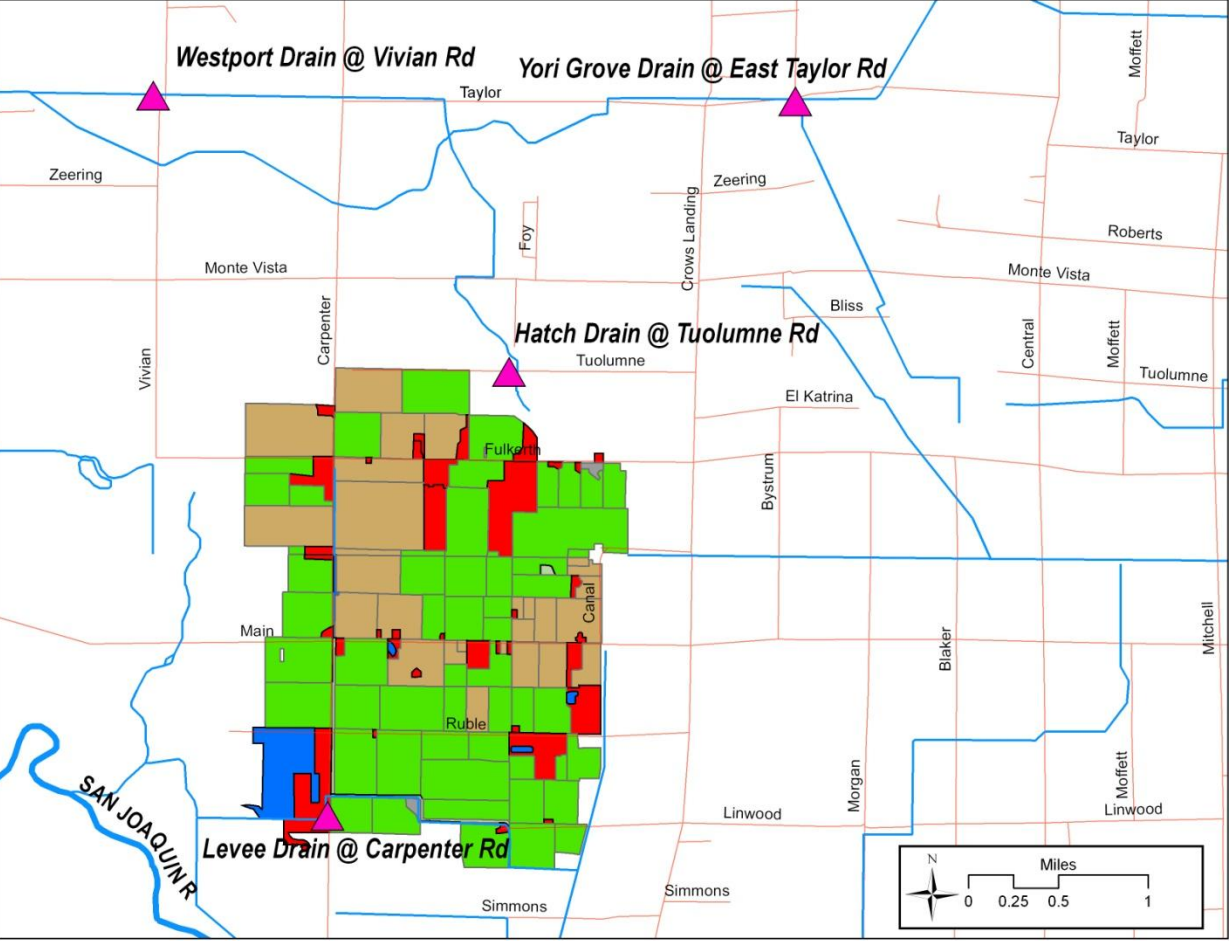 Moffett
Westport Drain @ Vivian Rd
Yori Grove Drain @ East Taylor Rd
Taylor
Taylor
Zeering
Zeering
Crows Landing
Foy
Roberts
Monte Vista
Monte Vista
Carpenter
Bliss
Hatch Drain @ Tuolumne Rd
Central
Moffett
Vivian
Tuolumne
Tuolumne
El Katrina
Fulkerth
Bystrum
Canal
Main
Blaker
Mitchell
Ruble
SAN JOAQUIN R
Morgan
Moffett
Linwood
Linwood
Levee Drain @ Carpenter Rd
Simmons
Simmons
N
Miles
0 0.25 0.5 1